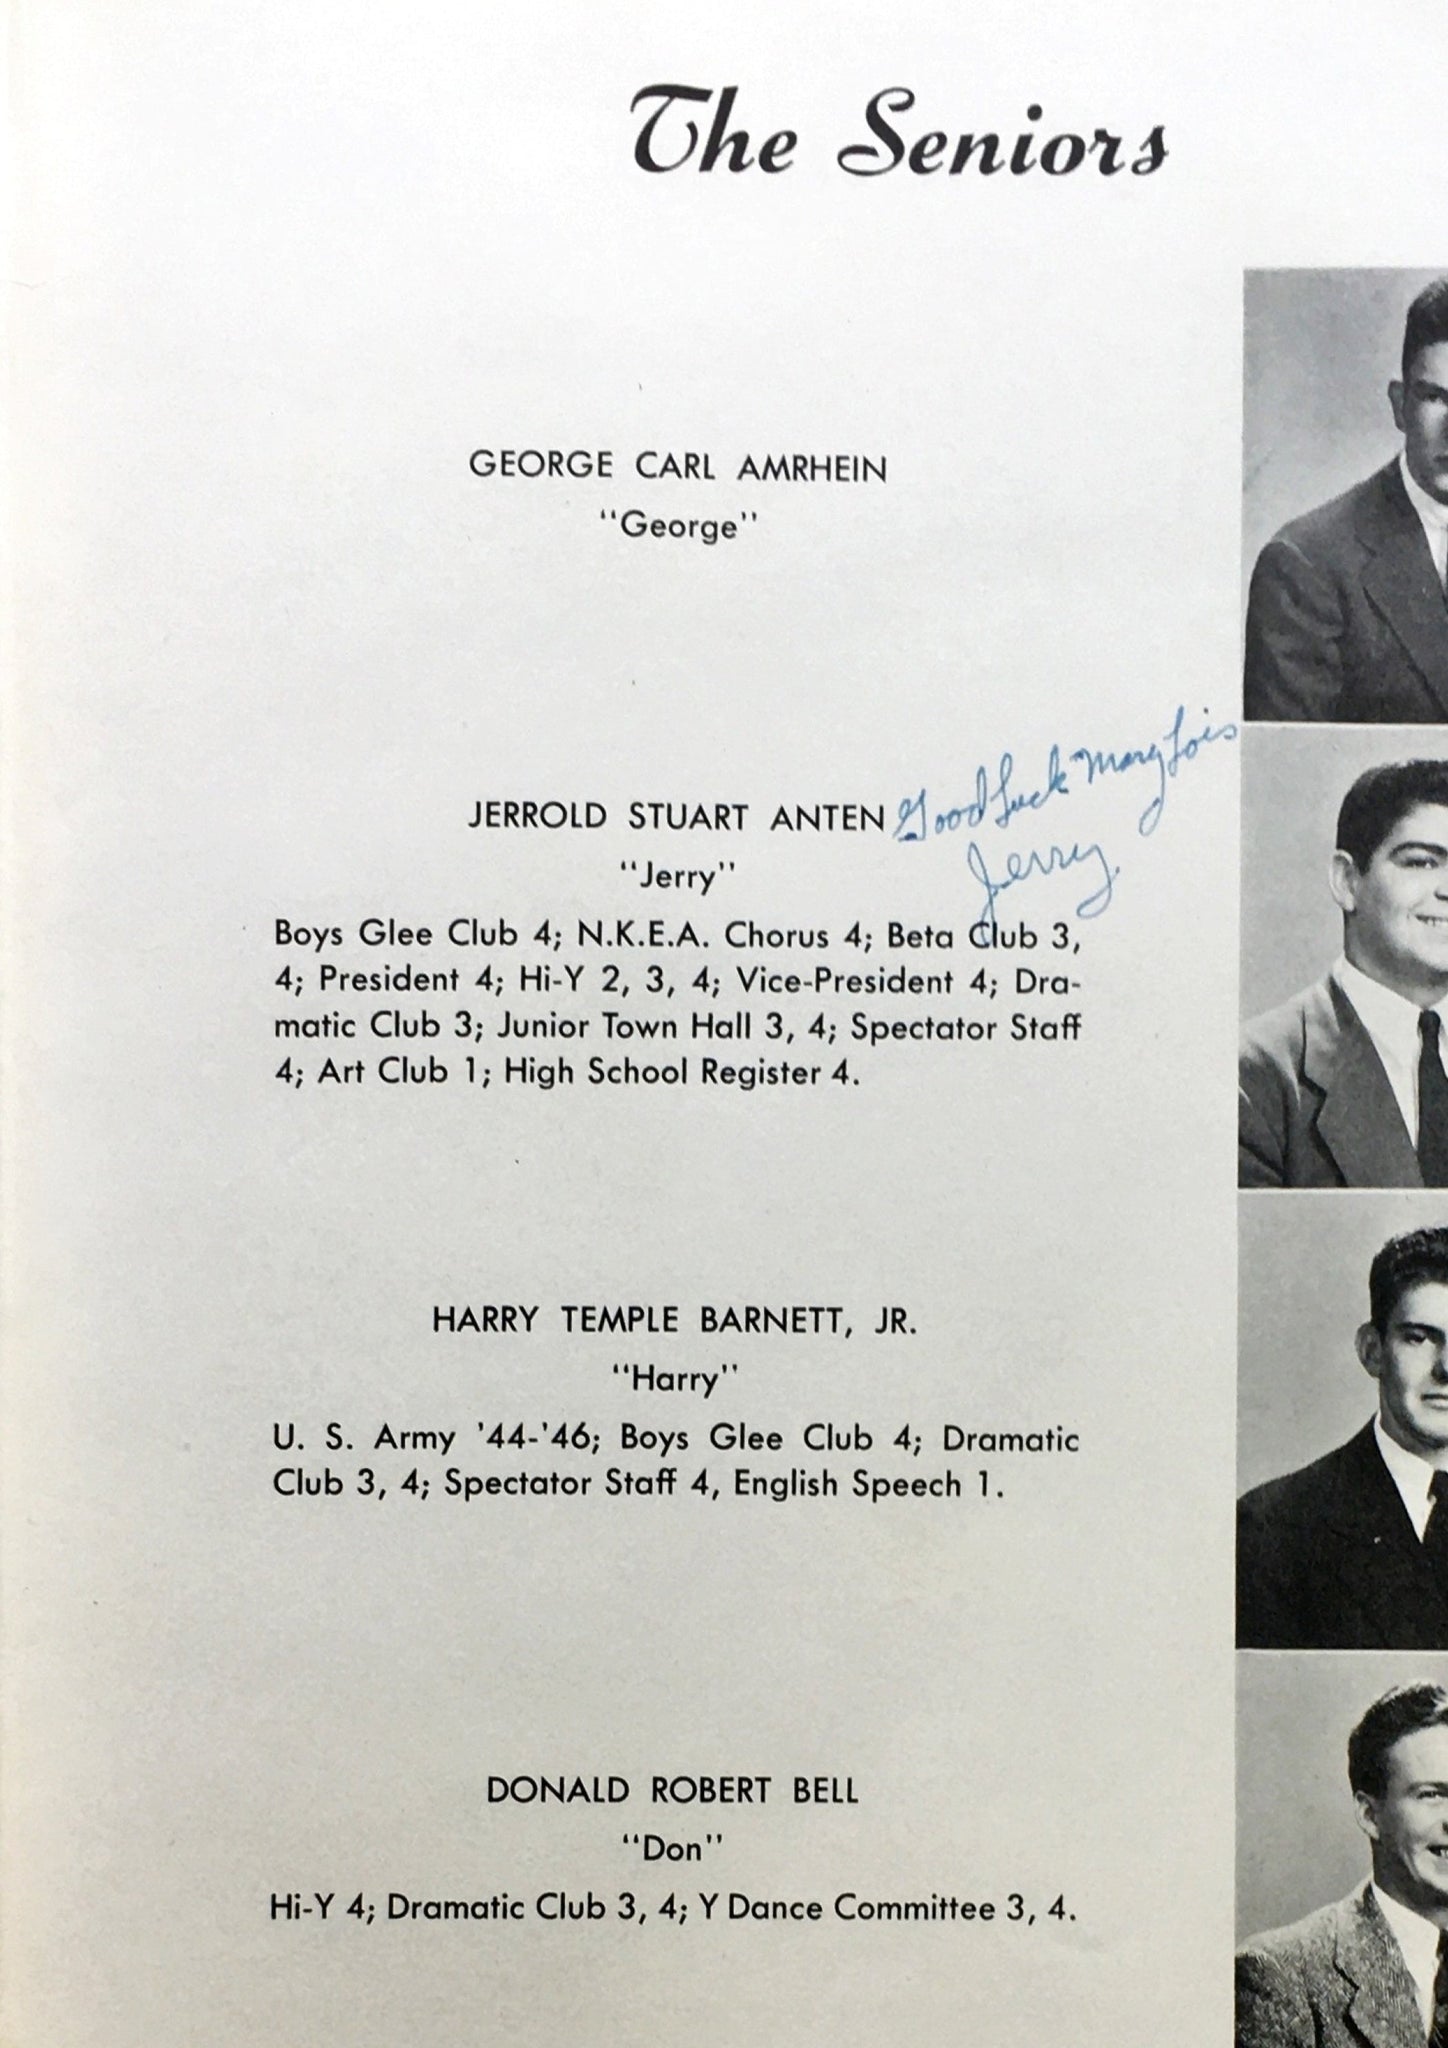 The Seniors
GEORGE CARL AMRHEIN
"George"
Good Luck Mary Lois
JERROLD STUART ANTEN
Jerry
"Jerry"
Boys Glee Club 4; N.K.E.A. Chorus 4; Beta Club 3,
4; President 4; Hi-Y 2, 3, 4; Vice-President 4; Dra-
matic Club 3; Junior Town Hall 3, 4; Spectator Staff
4; Art Club 1; High School Register 4.
HARRY TEMPLE BARNETT, JR.
"Harry"
U. S. Army '44-'46; Boys Glee Club 4; Dramatic
Club 3, 4; Spectator Staff 4, English Speech 1.
DONALD ROBERT BELL
"Don"
Hi-Y 4; Dramatic Club 3, 4; Y Dance Committee 3, 4.